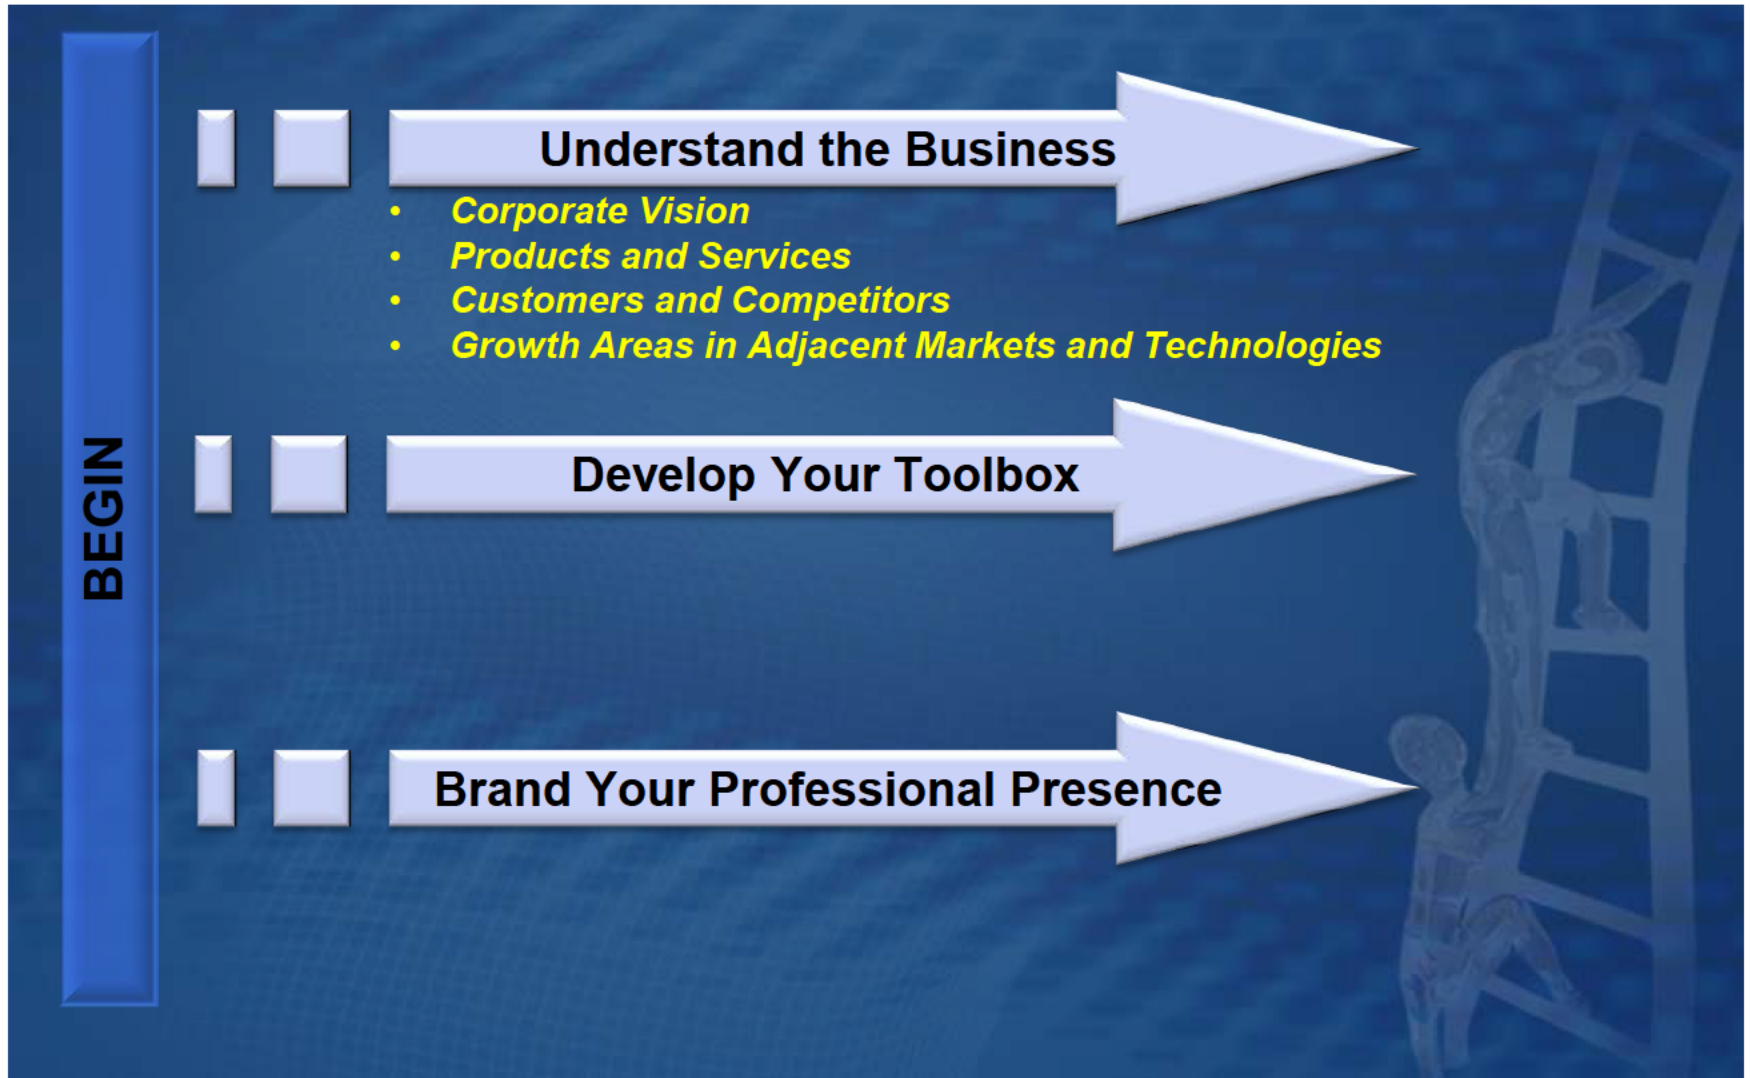 BEGIN
Understand the Business
• Corporate Vision
• Products and Services
• Customers and Competitors
• Growth Areas in Adjacent Markets and Technologies
Develop Your Toolbox
Brand Your Professional Presence